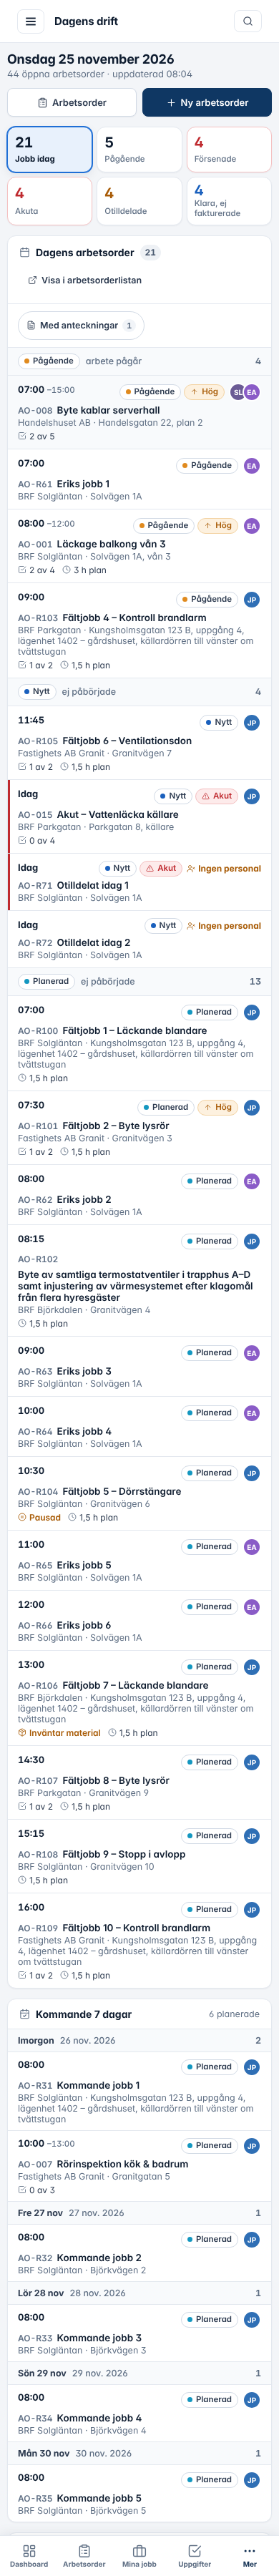 Dagens drift
Onsdag 25 november 2026
44 öppna arbetsorder · uppdaterad 08:04
Arbetsorder
Ny arbetsorder
21
Jobb idag
5
Pågående
4
Försenade
4
Akuta
4
Otilldelade
4
Klara, ej
fakturerade
Dagens arbetsorder 21
Visa i arbetsorderlistan
Med anteckningar 1
Pågående arbete pågår 4
07:00 –15:00 Pågående Hög SL EA
AO-008 Byte kablar serverhall
Handelshuset AB · Handelsgatan 22, plan 2
2 av 5
07:00 Pågående EA
AO-R61 Eriks jobb 1
BRF Solgläntan · Solvägen 1A
08:00 –12:00 Pågående Hög EA
AO-001 Läckage balkong vån 3
BRF Solgläntan · Solvägen 1A, vån 3
2 av 4 3 h plan
09:00 Pågående JP
AO-R103 Fältjobb 4 – Kontroll brandlarm
BRF Parkgatan · Kungsholmsgatan 123 B, uppgång 4,
lägenhet 1402 – gårdshuset, källardörren till vänster om
tvättstugan
1 av 2 1,5 h plan
Nytt ej påbörjade 4
11:45 Nytt JP
AO-R105 Fältjobb 6 – Ventilationsdon
Fastighets AB Granit · Granitvägen 7
1 av 2 1,5 h plan
Idag Nytt Akut JP
AO-015 Akut – Vattenläcka källare
BRF Parkgatan · Parkgatan 8, källare
0 av 4
Idag Nytt Akut Ingen personal
AO-R71 Otilldelat idag 1
BRF Solgläntan · Solvägen 1A
Idag Nytt Ingen personal
AO-R72 Otilldelat idag 2
BRF Solgläntan · Solvägen 1A
Planerad ej påbörjade 13
07:00 Planerad JP
AO-R100 Fältjobb 1 – Läckande blandare
BRF Solgläntan · Kungsholmsgatan 123 B, uppgång 4,
lägenhet 1402 – gårdshuset, källardörren till vänster om
tvättstugan
1,5 h plan
07:30 Planerad Hög JP
AO-R101 Fältjobb 2 – Byte lysrör
Fastighets AB Granit · Granitvägen 3
1 av 2 1,5 h plan
08:00 Planerad EA
AO-R62 Eriks jobb 2
BRF Solgläntan · Solvägen 1A
08:15 Planerad JP
AO-R102
Byte av samtliga termostatventiler i trapphus A–D
samt injustering av värmesystemet efter klagomål
från flera hyresgäster
BRF Björkdalen · Granitvägen 4
1,5 h plan
09:00 Planerad EA
AO-R63 Eriks jobb 3
BRF Solgläntan · Solvägen 1A
10:00 Planerad EA
AO-R64 Eriks jobb 4
BRF Solgläntan · Solvägen 1A
10:30 Planerad JP
AO-R104 Fältjobb 5 – Dörrstängare
BRF Solgläntan · Granitvägen 6
Pausad 1,5 h plan
11:00 Planerad EA
AO-R65 Eriks jobb 5
BRF Solgläntan · Solvägen 1A
12:00 Planerad EA
AO-R66 Eriks jobb 6
BRF Solgläntan · Solvägen 1A
13:00 Planerad JP
AO-R106 Fältjobb 7 – Läckande blandare
BRF Björkdalen · Kungsholmsgatan 123 B, uppgång 4,
lägenhet 1402 – gårdshuset, källardörren till vänster om
tvättstugan
Inväntar material 1,5 h plan
14:30 Planerad JP
AO-R107 Fältjobb 8 – Byte lysrör
BRF Parkgatan · Granitvägen 9
1 av 2 1,5 h plan
15:15 Planerad JP
AO-R108 Fältjobb 9 – Stopp i avlopp
BRF Solgläntan · Granitvägen 10
1,5 h plan
16:00 Planerad JP
AO-R109 Fältjobb 10 – Kontroll brandlarm
Fastighets AB Granit · Kungsholmsgatan 123 B, uppgång
4, lägenhet 1402 – gårdshuset, källardörren till vänster
om tvättstugan
1 av 2 1,5 h plan
Kommande 7 dagar 6 planerade
Imorgon 26 nov. 2026 2
08:00 Planerad JP
AO-R31 Kommande jobb 1
BRF Solgläntan · Kungsholmsgatan 123 B, uppgång 4,
lägenhet 1402 – gårdshuset, källardörren till vänster om
tvättstugan
10:00 –13:00 Planerad JP
AO-007 Rörinspektion kök & badrum
Fastighets AB Granit · Granitgatan 5
0 av 3
Fre 27 nov 27 nov. 2026 1
08:00 Planerad JP
AO-R32 Kommande jobb 2
BRF Solgläntan · Björkvägen 2
Lör 28 nov 28 nov. 2026 1
08:00 Planerad JP
AO-R33 Kommande jobb 3
BRF Solgläntan · Björkvägen 3
Sön 29 nov 29 nov. 2026 1
08:00 Planerad JP
AO-R34 Kommande jobb 4
BRF Solgläntan · Björkvägen 4
Mån 30 nov 30 nov. 2026 1
08:00 Planerad JP
AO-R35 Kommande jobb 5
BRF Solgläntan · Björkvägen 5
Dashboard Arbetsorder Mina jobb Uppgifter Mer